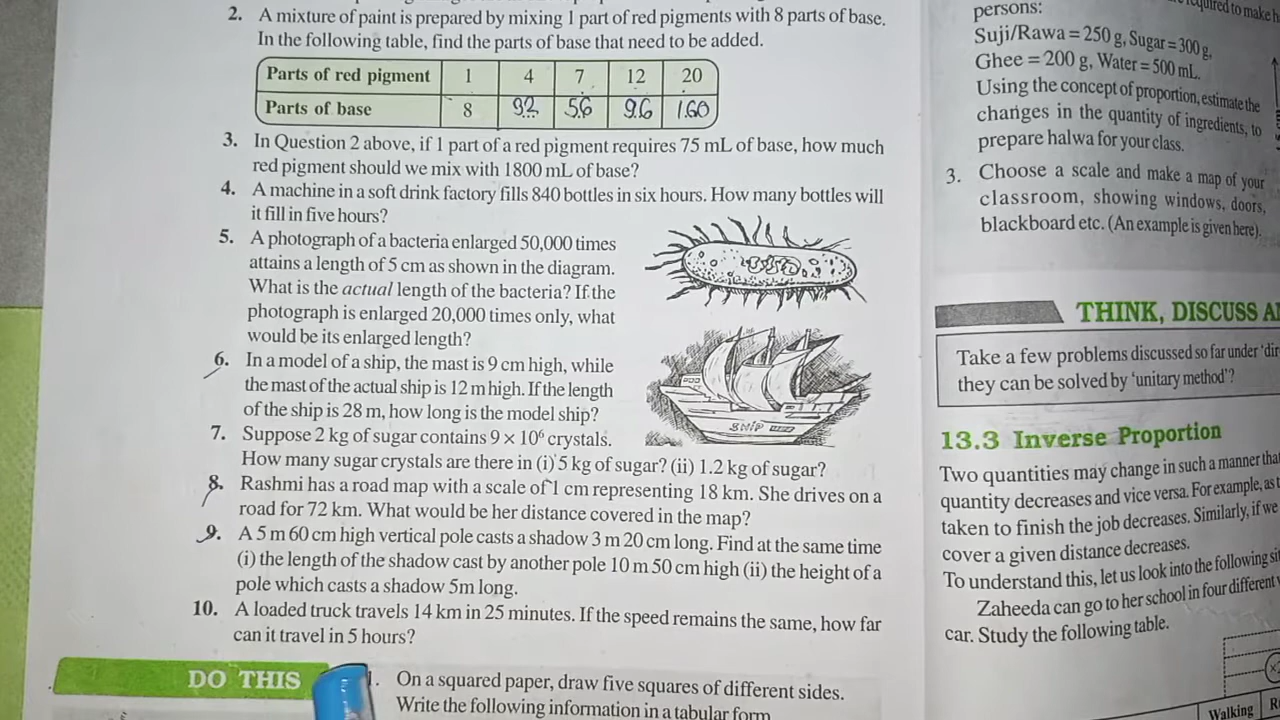 2. A mixture of paint is prepared by mixing 1 part of red pigments with 8 parts of base.
In the following table, find the parts of base that need to be added.
Parts of red pigment 1 4 7 12 20
Parts of base 8 32 56 96 160
3. In Question 2 above, if 1 part of a red pigment requires 75 mL of base, how much
red pigment should we mix with 1800 mL of base?
4. A machine in a soft drink factory fills 840 bottles in six hours. How many bottles will
it fill in five hours?
5. A photograph of a bacteria enlarged 50,000 times
attains a length of 5 cm as shown in the diagram.
What is the actual length of the bacteria? If the
photograph is enlarged 20,000 times only, what
would be its enlarged length?
6. In a model of a ship, the mast is 9 cm high, while
the mast of the actual ship is 12 m high. If the length
of the ship is 28 m, how long is the model ship?
SHIP
7. Suppose 2 kg of sugar contains 9 × 10⁶ crystals.
How many sugar crystals are there in (i) 5 kg of sugar? (ii) 1.2 kg of sugar?
8. Rashmi has a road map with a scale of 1 cm representing 18 km. She drives on a
road for 72 km. What would be her distance covered in the map?
9. A 5 m 60 cm high vertical pole casts a shadow 3 m 20 cm long. Find at the same time
(i) the length of the shadow cast by another pole 10 m 50 cm high (ii) the height of a
pole which casts a shadow 5m long.
10. A loaded truck travels 14 km in 25 minutes. If the speed remains the same, how far
can it travel in 5 hours?
DO THIS
1. On a squared paper, draw five squares of different sides.
Write the following information in a tabular form
required to make h
persons:
Suji/Rawa = 250 g, Sugar = 300 g,
Ghee = 200 g, Water = 500 mL.
Using the concept of proportion, estimate the
changes in the quantity of ingredients, to
prepare halwa for your class.
3. Choose a scale and make a map of your
classroom, showing windows, doors,
blackboard etc. (An example is given here).
THINK, DISCUSS A
Take a few problems discussed so far under 'dir
they can be solved by 'unitary method'?
13.3 Inverse Proportion
Two quantities may change in such a manner tha
quantity decreases and vice versa. For example, as t
taken to finish the job decreases. Similarly, if we
cover a given distance decreases.
To understand this, let us look into the following si
Zaheeda can go to her school in four different
car. Study the following table.
Walking R